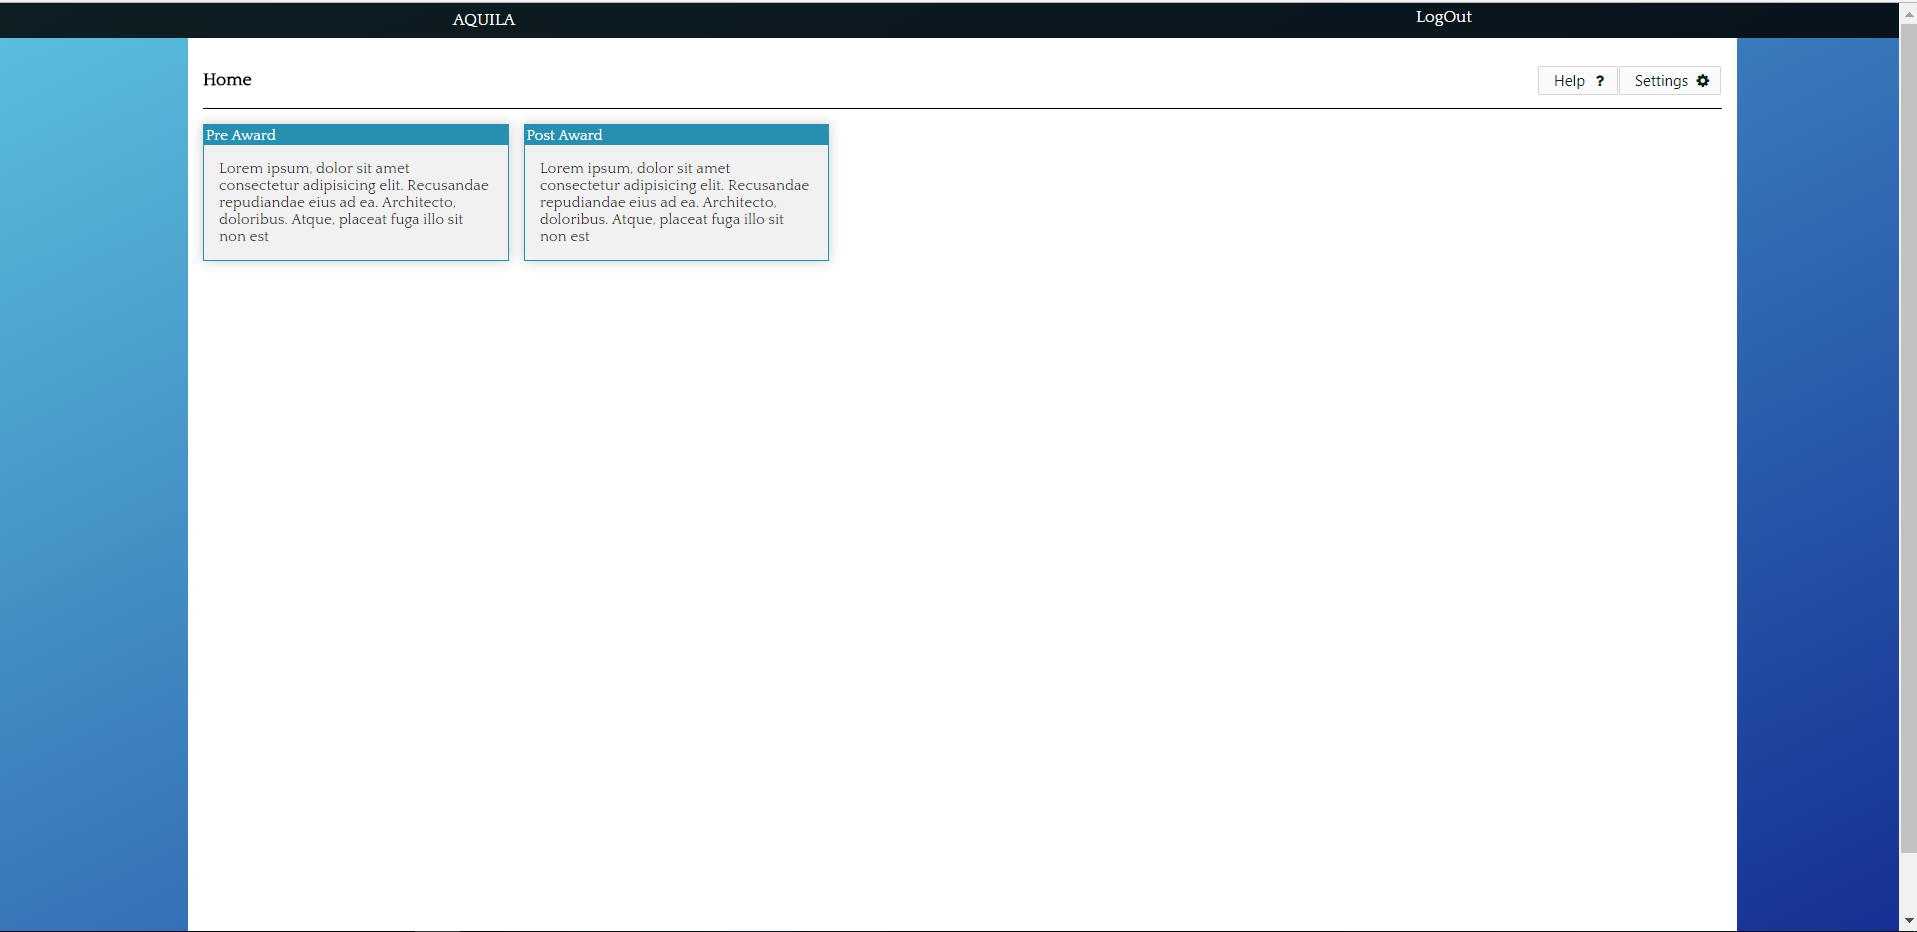 AQUILA
LogOut
Home
Help ?
Settings
Pre Award
Lorem ipsum, dolor sit amet
consectetur adipisicing elit. Recusandae
repudiandae eius ad ea. Architecto,
doloribus. Atque, placeat fuga illo sit
non est
Post Award
Lorem ipsum, dolor sit amet
consectetur adipisicing elit. Recusandae
repudiandae eius ad ea. Architecto,
doloribus. Atque, placeat fuga illo sit
non est